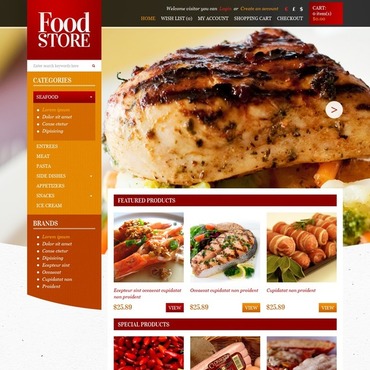 Food
STORE
Welcome visitor you can Login or Create an account
€ £ $
HOME WISH LIST (0) MY ACCOUNT SHOPPING CART CHECKOUT
CART:
0 item(s)
$0.00
CATEGORIES
SEAFOOD
Lorem ipsum
Dolor sit amet
Conse ctetur
Dipisicing
ENTREES
MEAT
PASTA
SIDE DISHES
APPETIZERS
SNACKS
ICE CREAM
BRANDS
Lorem ipsum
Dolor sit amet
Conse ctetur
Dipisicing
Excepteur sint
Occaecat
Cupidatat non
Proident
>
FEATURED PRODUCTS
Excepteur sint occaecat cupidatat non proident
$25.89
VIEW
Occaecat cupidatat non proident
$25.89
VIEW
Cupidatat non proident
$25.89
VIEW
SPECIAL PRODUCTS